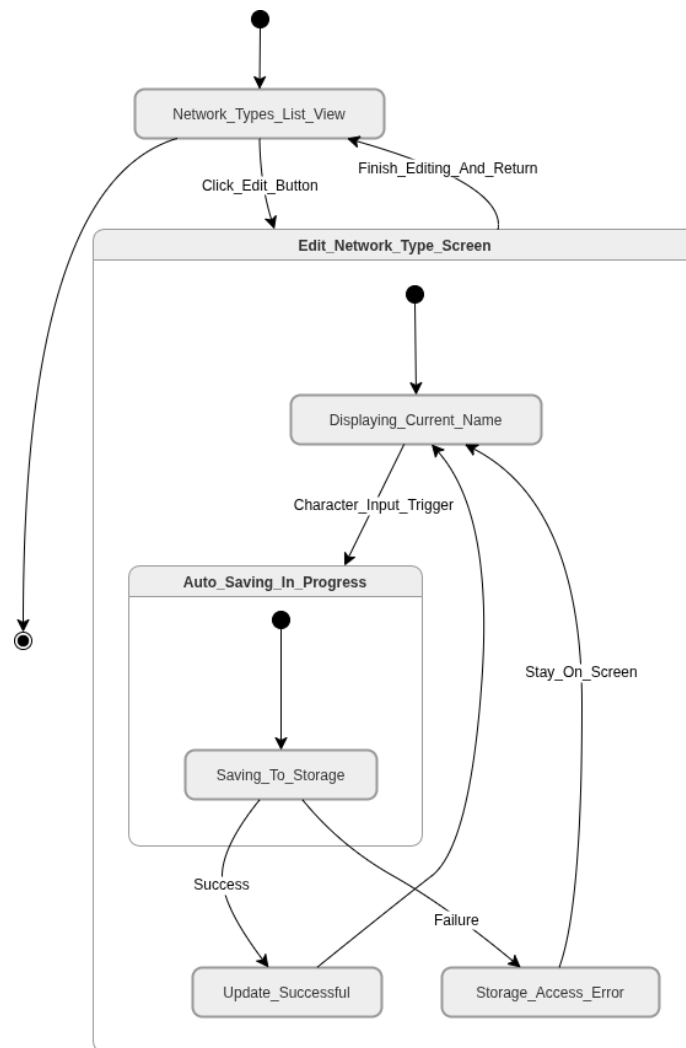 Network_Types_List_View
Finish_Editing_And_Return
Click_Edit_Button
Edit_Network_Type_Screen
Displaying_Current_Name
Character_Input_Trigger
Auto_Saving_In_Progress
Stay_On_Screen
Saving_To_Storage
Success
Failure
Update_Successful
Storage_Access_Error